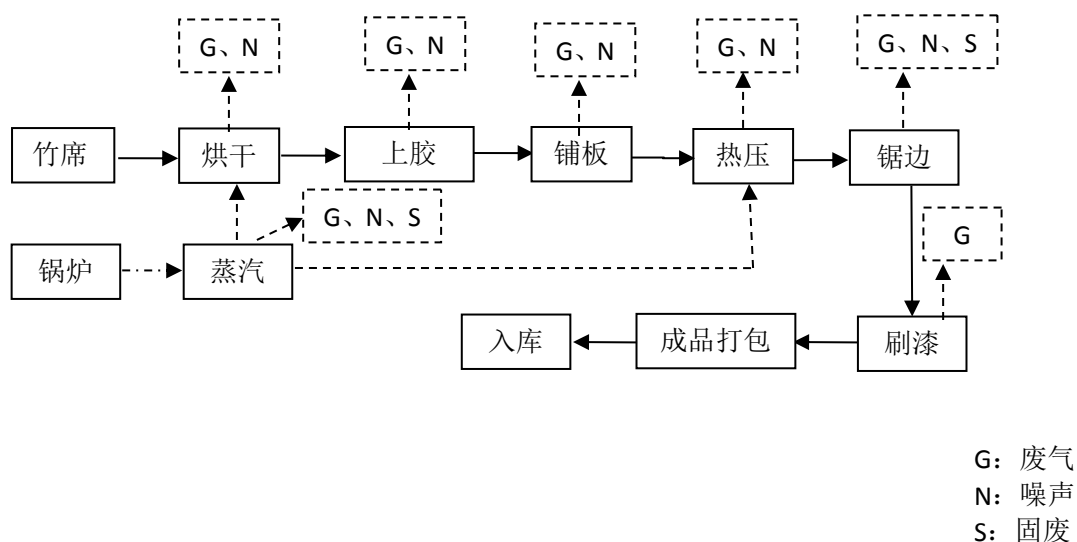 G、N
G、N
G、N
G、N
G、N、S
竹席
烘干
上胶
铺板
热压
锯边
G、N、S
G
锅炉
蒸汽
入库
成品打包
刷漆
G：废气
N：噪声
S：固废